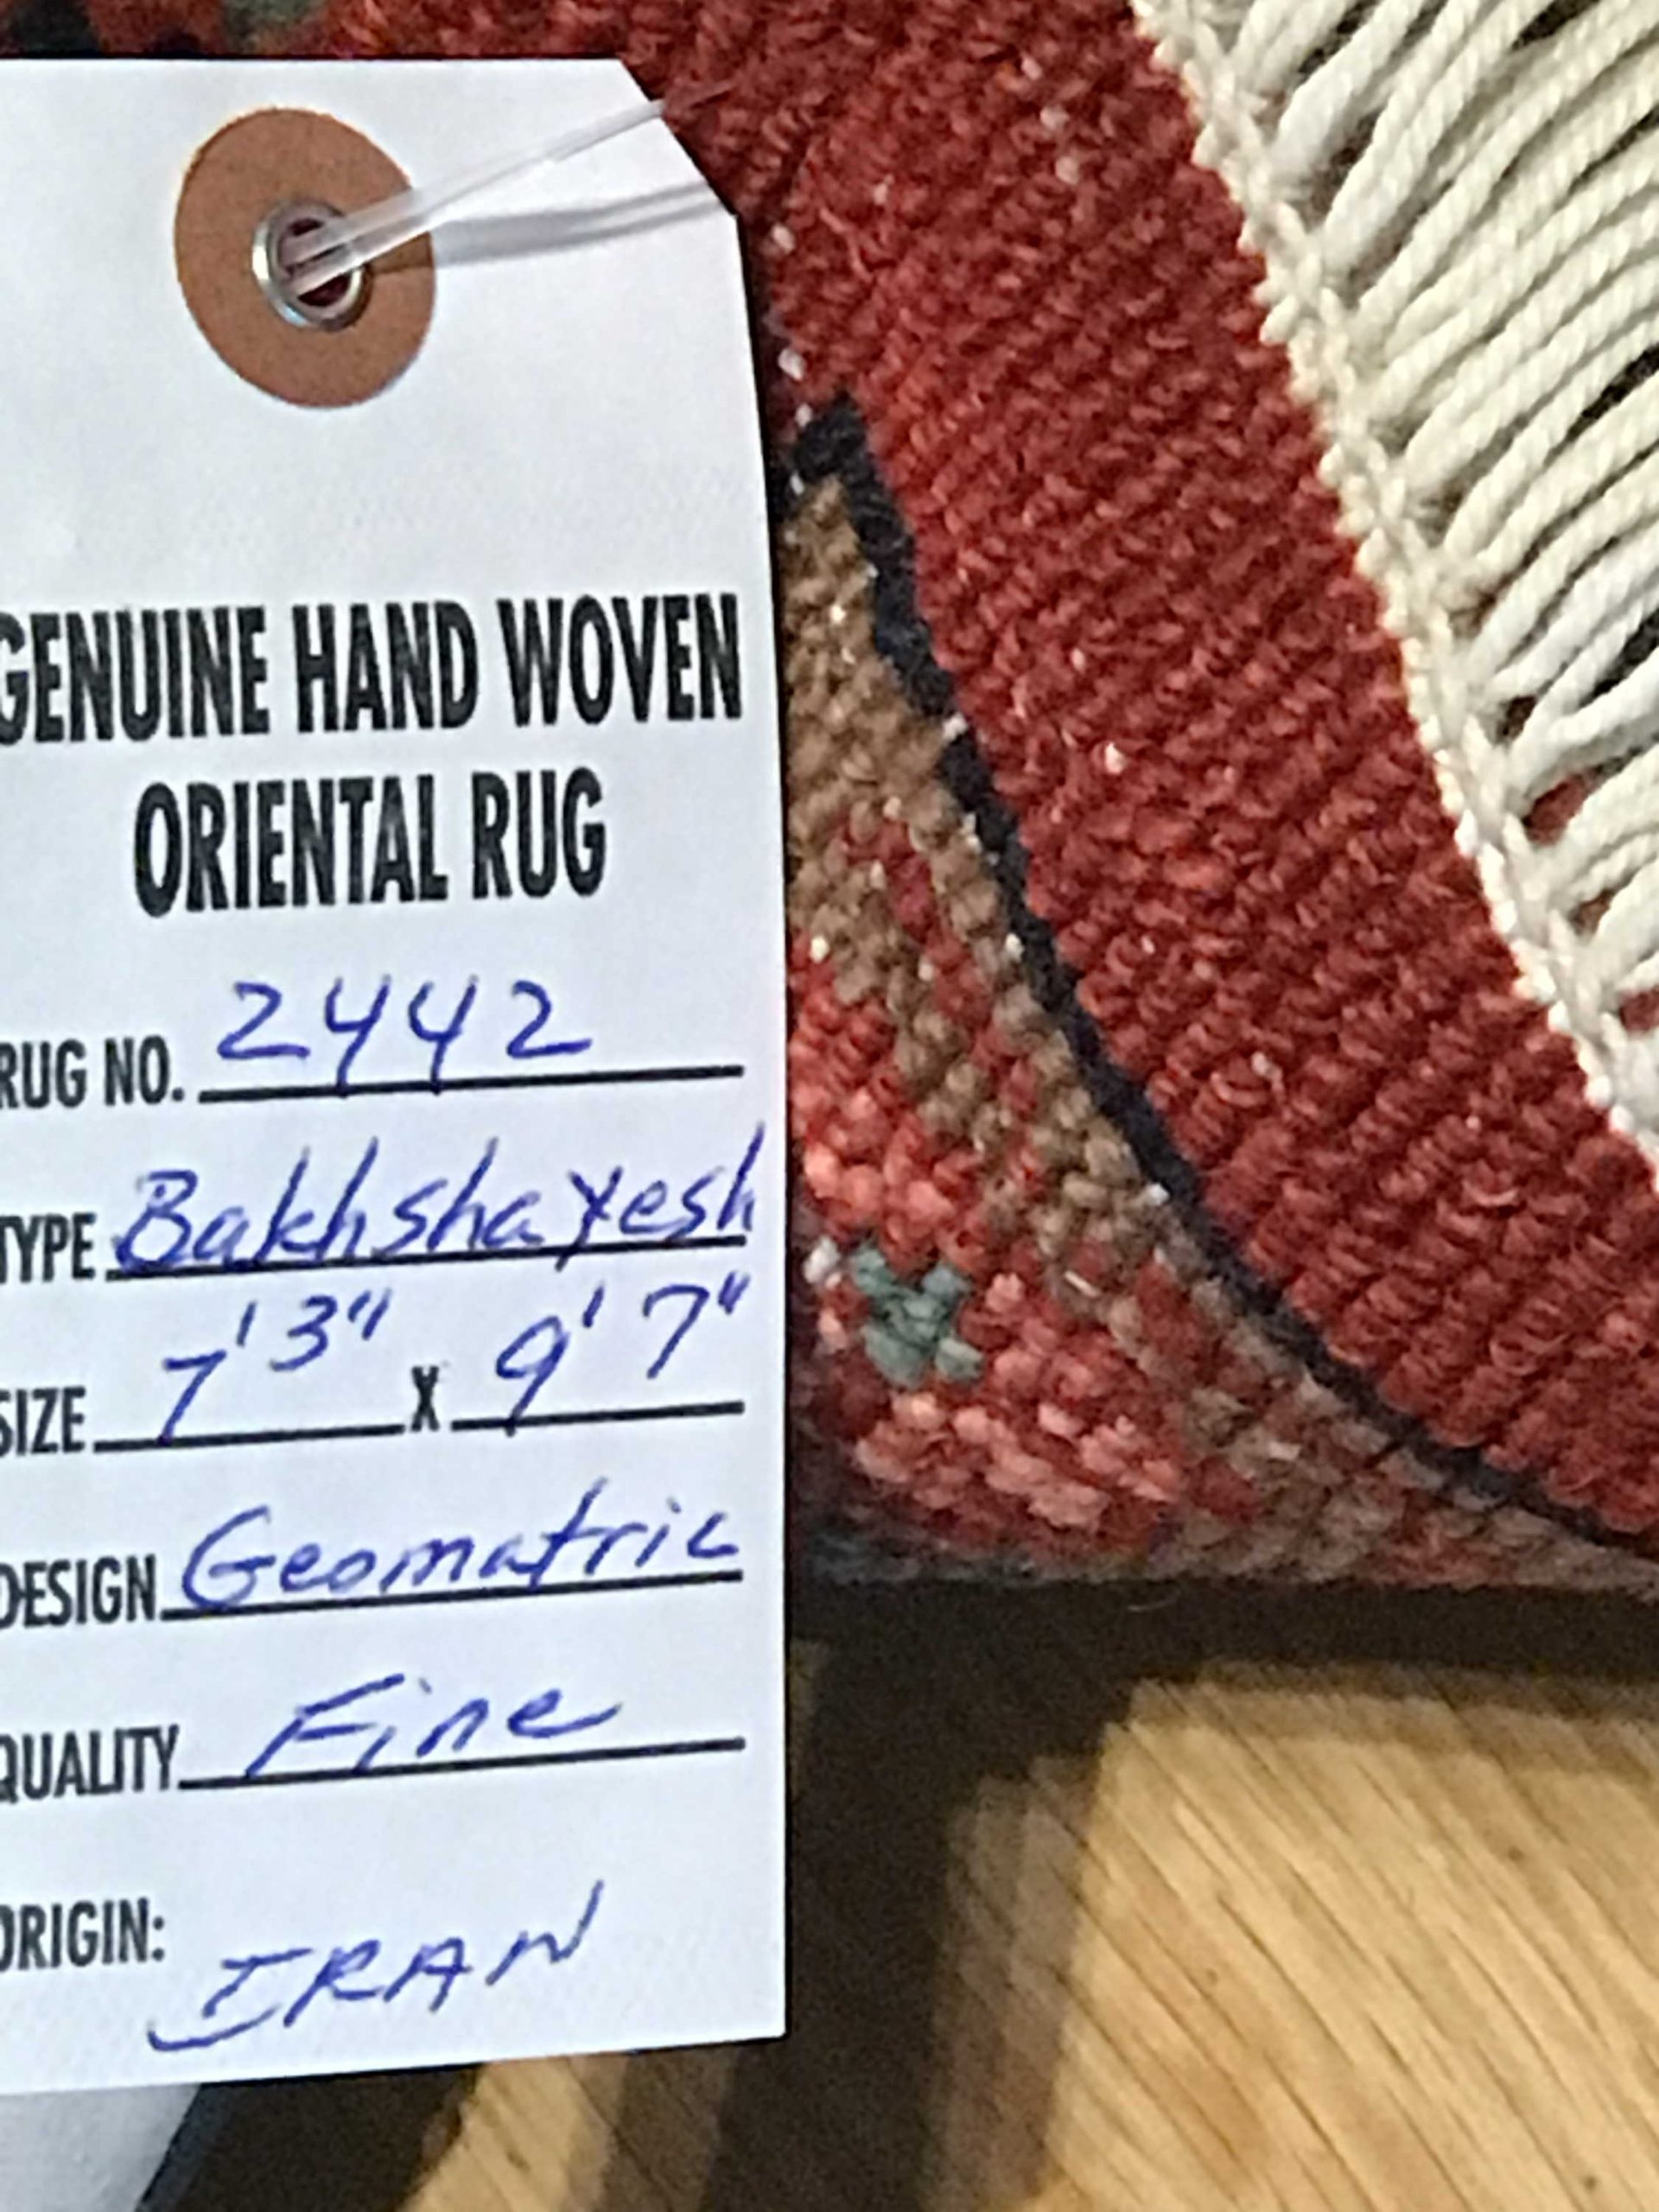 GENUINE HAND WOVEN
ORIENTAL RUG
RUG NO. 2442
TYPE Bakhshayesh
SIZE 7'3" X 9'7"
DESIGN Geomatric
QUALITY Fine
ORIGIN: IRAN